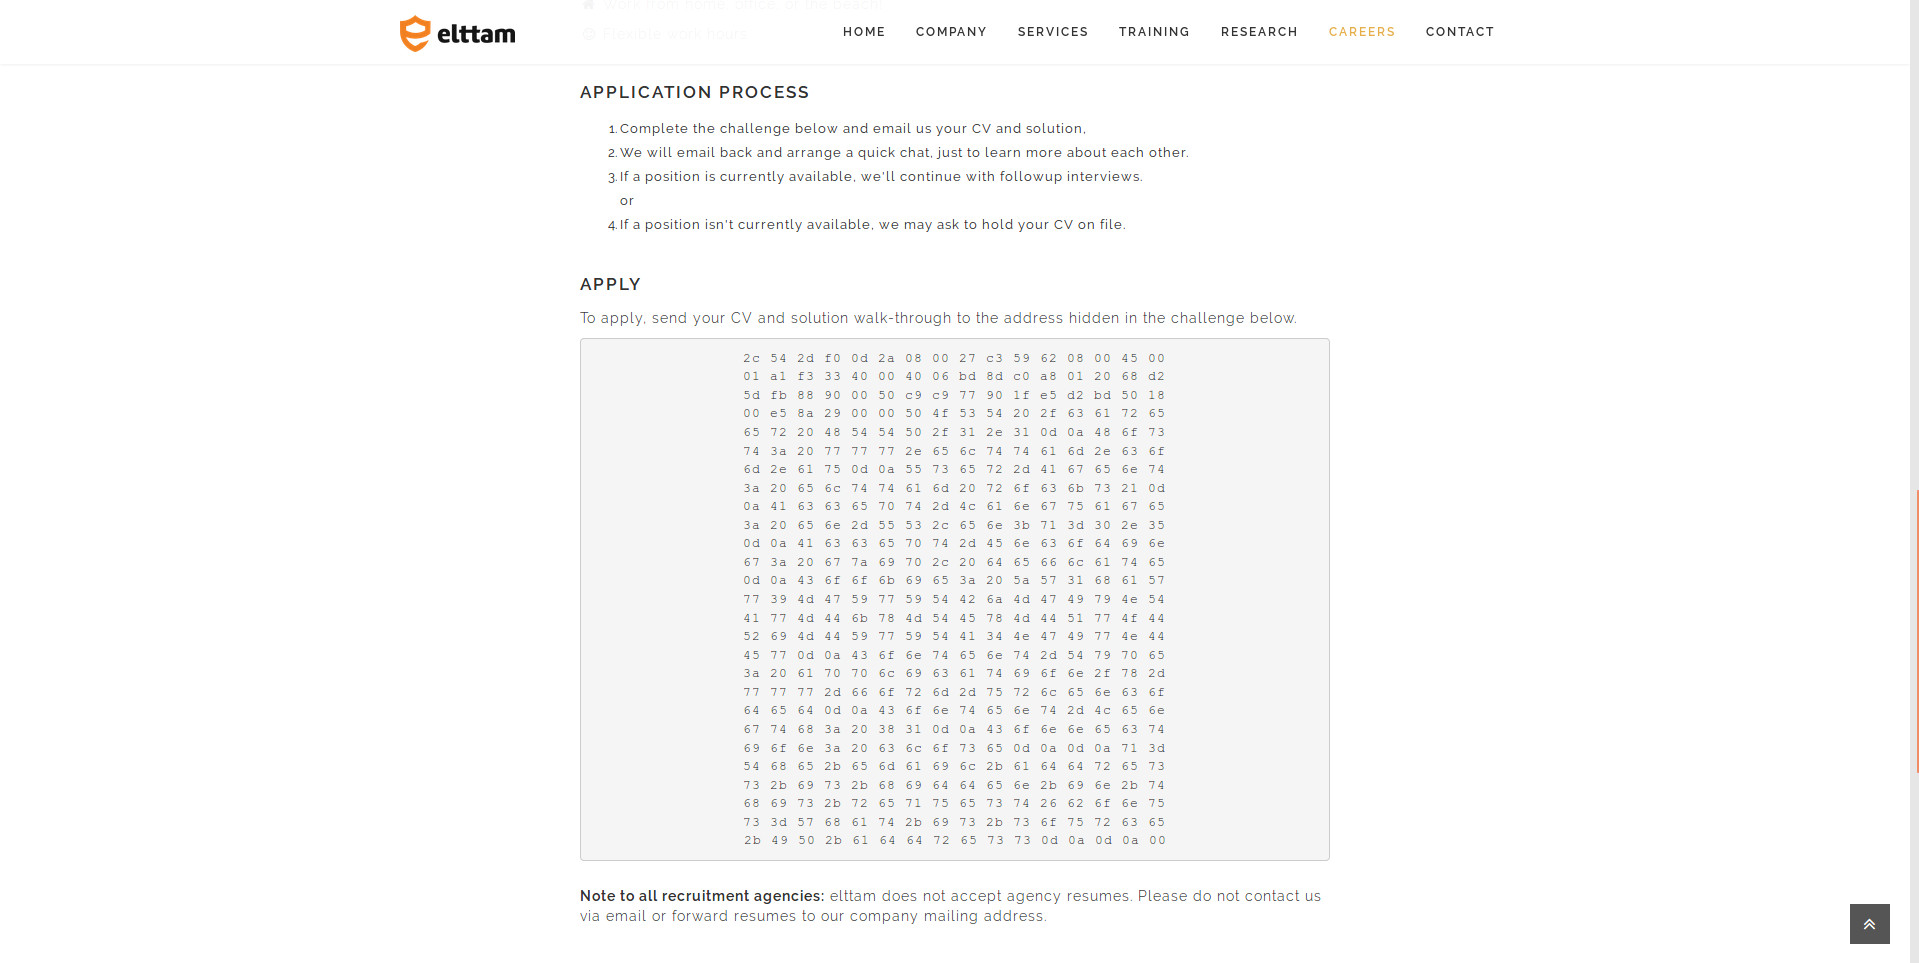 Work from home, office, or the beach!
Flexible work hours
elttam
HOME COMPANY SERVICES TRAINING RESEARCH CAREERS CONTACT
APPLICATION PROCESS
1. Complete the challenge below and email us your CV and solution,
2. We will email back and arrange a quick chat, just to learn more about each other.
3. If a position is currently available, we'll continue with followup interviews.
or
4. If a position isn't currently available, we may ask to hold your CV on file.
APPLY
To apply, send your CV and solution walk-through to the address hidden in the challenge below.
2c 54 2d f0 0d 2a 08 00 27 c3 59 62 08 00 45 00
01 a1 f3 33 40 00 40 06 bd 8d c0 a8 01 20 68 d2
5d fb 88 90 00 50 c9 c9 77 90 1f e5 d2 bd 50 18
00 e5 8a 29 00 00 50 4f 53 54 20 2f 63 61 72 65
65 72 20 48 54 54 50 2f 31 2e 31 0d 0a 48 6f 73
74 3a 20 77 77 77 2e 65 6c 74 74 61 6d 2e 63 6f
6d 2e 61 75 0d 0a 55 73 65 72 2d 41 67 65 6e 74
3a 20 65 6c 74 74 61 6d 20 72 6f 63 6b 73 21 0d
0a 41 63 63 65 70 74 2d 4c 61 6e 67 75 61 67 65
3a 20 65 6e 2d 55 53 2c 65 6e 3b 71 3d 30 2e 35
0d 0a 41 63 63 65 70 74 2d 45 6e 63 6f 64 69 6e
67 3a 20 67 7a 69 70 2c 20 64 65 66 6c 61 74 65
0d 0a 43 6f 6f 6b 69 65 3a 20 5a 57 31 68 61 57
77 39 4d 47 59 77 59 54 42 6a 4d 47 49 79 4e 54
41 77 4d 44 6b 78 4d 54 45 78 4d 44 51 77 4f 44
52 69 4d 44 59 77 59 54 41 34 4e 47 49 77 4e 44
45 77 0d 0a 43 6f 6e 74 65 6e 74 2d 54 79 70 65
3a 20 61 70 70 6c 69 63 61 74 69 6f 6e 2f 78 2d
77 77 77 2d 66 6f 72 6d 2d 75 72 6c 65 6e 63 6f
64 65 64 0d 0a 43 6f 6e 74 65 6e 74 2d 4c 65 6e
67 74 68 3a 20 38 31 0d 0a 43 6f 6e 6e 65 63 74
69 6f 6e 3a 20 63 6c 6f 73 65 0d 0a 0d 0a 71 3d
54 68 65 2b 65 6d 61 69 6c 2b 61 64 64 72 65 73
73 2b 69 73 2b 68 69 64 64 65 6e 2b 69 6e 2b 74
68 69 73 2b 72 65 71 75 65 73 74 26 62 6f 6e 75
73 3d 57 68 61 74 2b 69 73 2b 73 6f 75 72 63 65
2b 49 50 2b 61 64 64 72 65 73 73 0d 0a 0d 0a 00
Note to all recruitment agencies: elttam does not accept agency resumes. Please do not contact us
via email or forward resumes to our company mailing address.